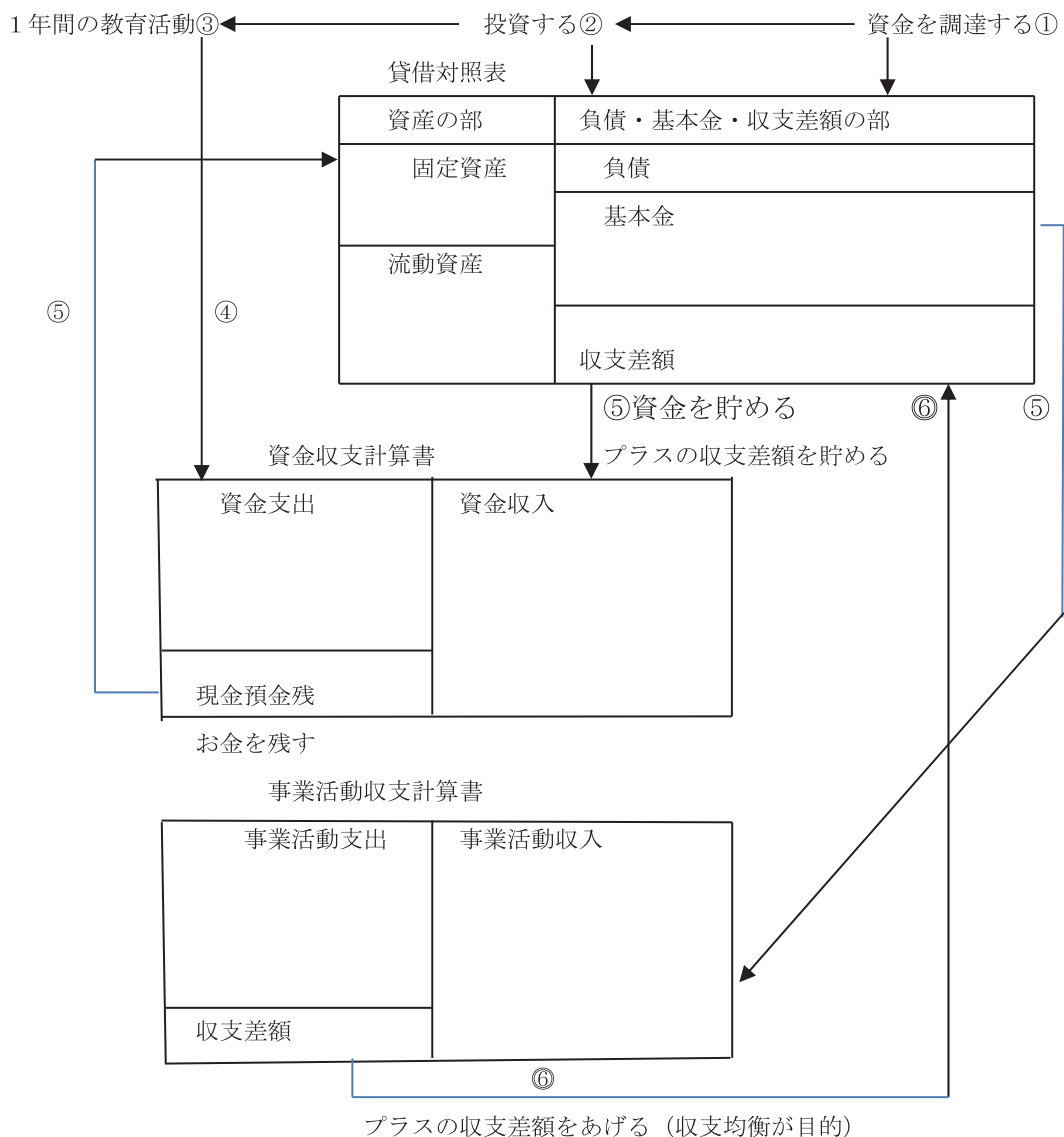 １年間の教育活動③ 投資する② 資金を調達する①
貸借対照表
資産の部 負債・基本金・収支差額の部
固定資産 負債
基本金
流動資産
⑤ ④
収支差額
⑤資金を貯める ⑥ ⑤
資金収支計算書 プラスの収支差額を貯める
資金支出 資金収入
現金預金残
お金を残す
事業活動収支計算書
事業活動支出 事業活動収入
収支差額
⑥
プラスの収支差額をあげる（収支均衡が目的）